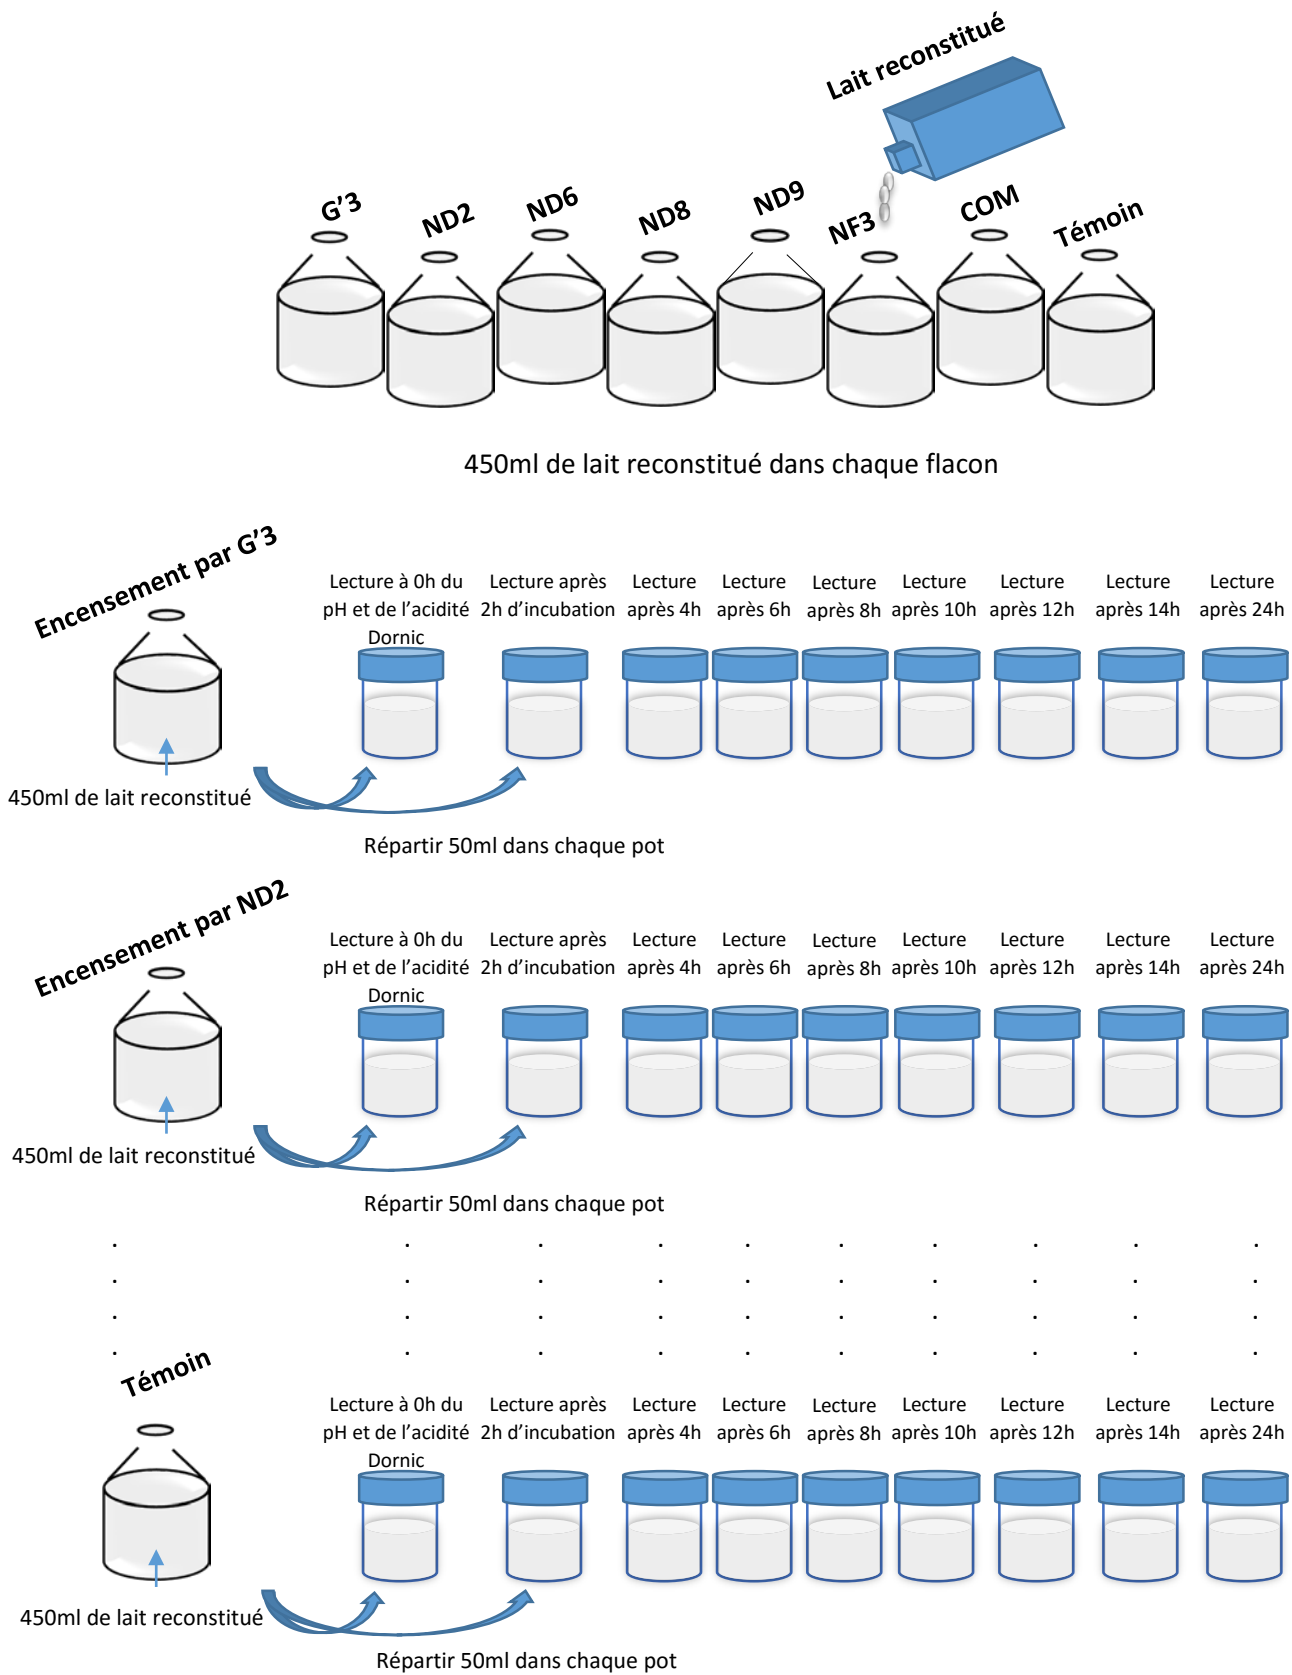 Lait reconstitué
G’3
ND2
ND6
ND8
ND9
NF3
COM
Témoin
450ml de lait reconstitué dans chaque flacon
Encensement par G’3
Lecture à 0h du
pH et de l’acidité
Dornic
Lecture après
2h d’incubation
Lecture
après 4h
Lecture
après 6h
Lecture
après 8h
Lecture
après 10h
Lecture
après 12h
Lecture
après 14h
Lecture
après 24h
450ml de lait reconstitué
Répartir 50ml dans chaque pot
Encensement par ND2
Lecture à 0h du
pH et de l’acidité
Dornic
Lecture après
2h d’incubation
Lecture
après 4h
Lecture
après 6h
Lecture
après 8h
Lecture
après 10h
Lecture
après 12h
Lecture
après 14h
Lecture
après 24h
450ml de lait reconstitué
Répartir 50ml dans chaque pot
. . . . . . . . . .
. . . . . . . . . .
. . . . . . . . . .
. . . . . . . . . .
Témoin
Lecture à 0h du
pH et de l’acidité
Dornic
Lecture après
2h d’incubation
Lecture
après 4h
Lecture
après 6h
Lecture
après 8h
Lecture
après 10h
Lecture
après 12h
Lecture
après 14h
Lecture
après 24h
450ml de lait reconstitué
Répartir 50ml dans chaque pot